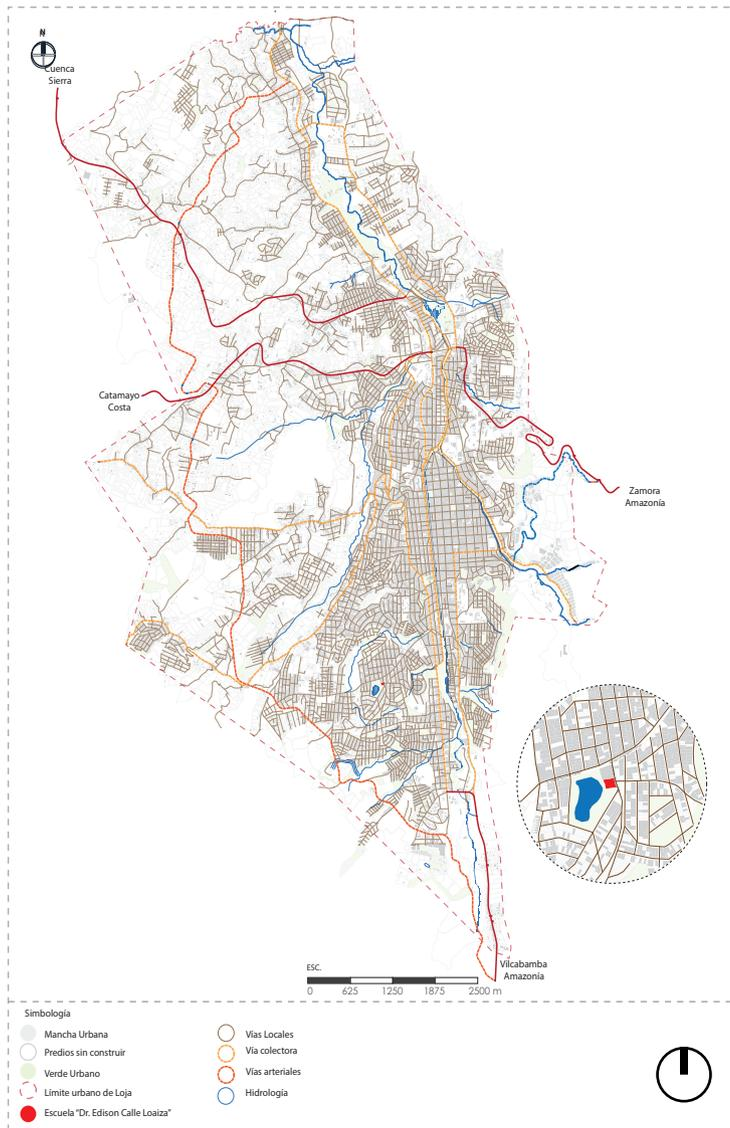 N
Cuenca
Sierra
Catamayo
Costa
Zamora
Amazonía
Vilcabamba
Amazonía
ESC.
0 625 1250 1875 2500 m
Simbología
Mancha Urbana
Predios sin construir
Verde Urbano
Límite urbano de Loja
Escuela "Dr. Edison Calle Loaiza"
Vías Locales
Vía colectora
Vías arteriales
Hidrología